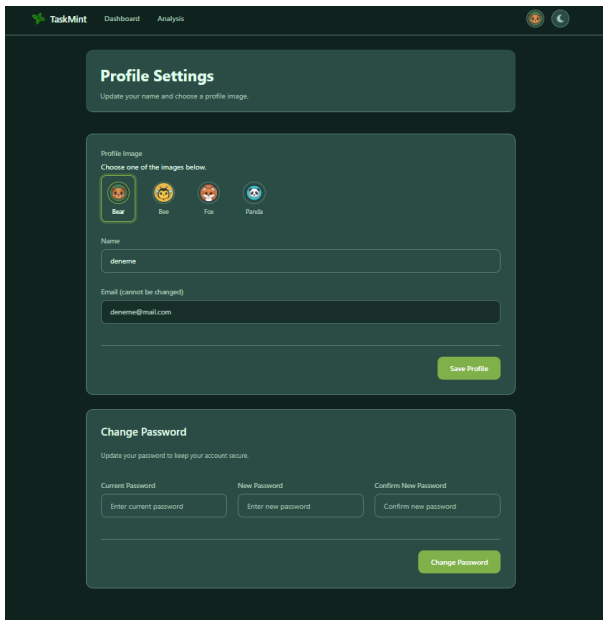 TaskMint Dashboard Analysis
Profile Settings
Update your name and choose a profile image.
Profile Image
Choose one of the images below.
Bear Bee Fox Panda
Name
deneme
Email (cannot be changed)
deneme@mail.com
Save Profile
Change Password
Update your password to keep your account secure.
Current Password New Password Confirm New Password
Enter current password Enter new password Confirm new password
Change Password